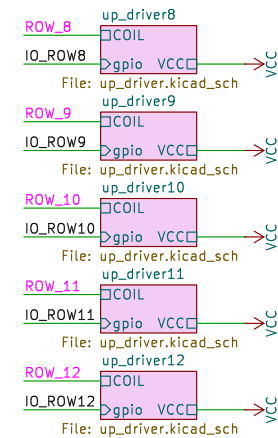 up_driver8
ROW_8
COIL
IO_ROW8
gpio VCC VCC
File: up_driver.kicad_sch
up_driver9
ROW_9
COIL
IO_ROW9
gpio VCC VCC
File: up_driver.kicad_sch
up_driver10
ROW_10
COIL
IO_ROW10
gpio VCC VCC
File: up_driver.kicad_sch
up_driver11
ROW_11
COIL
IO_ROW11
gpio VCC VCC
File: up_driver.kicad_sch
up_driver12
ROW_12
COIL
IO_ROW12
gpio VCC VCC
File: up_driver.kicad_sch